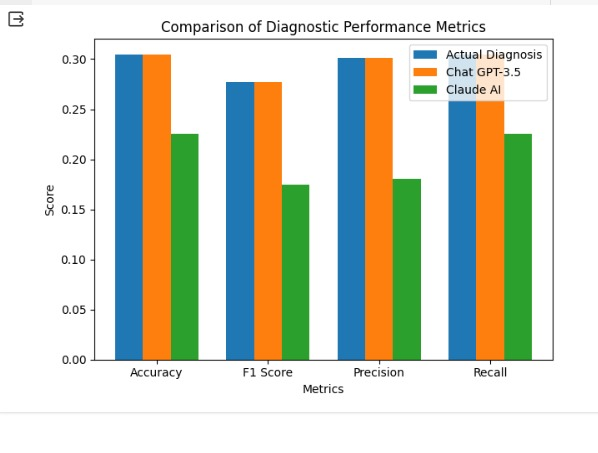 Comparison of Diagnostic Performance Metrics
0.30
0.25
0.20
0.15
0.10
0.05
0.00
Score
Actual Diagnosis
Chat GPT-3.5
Claude AI
Accuracy
F1 Score
Precision
Recall
Metrics